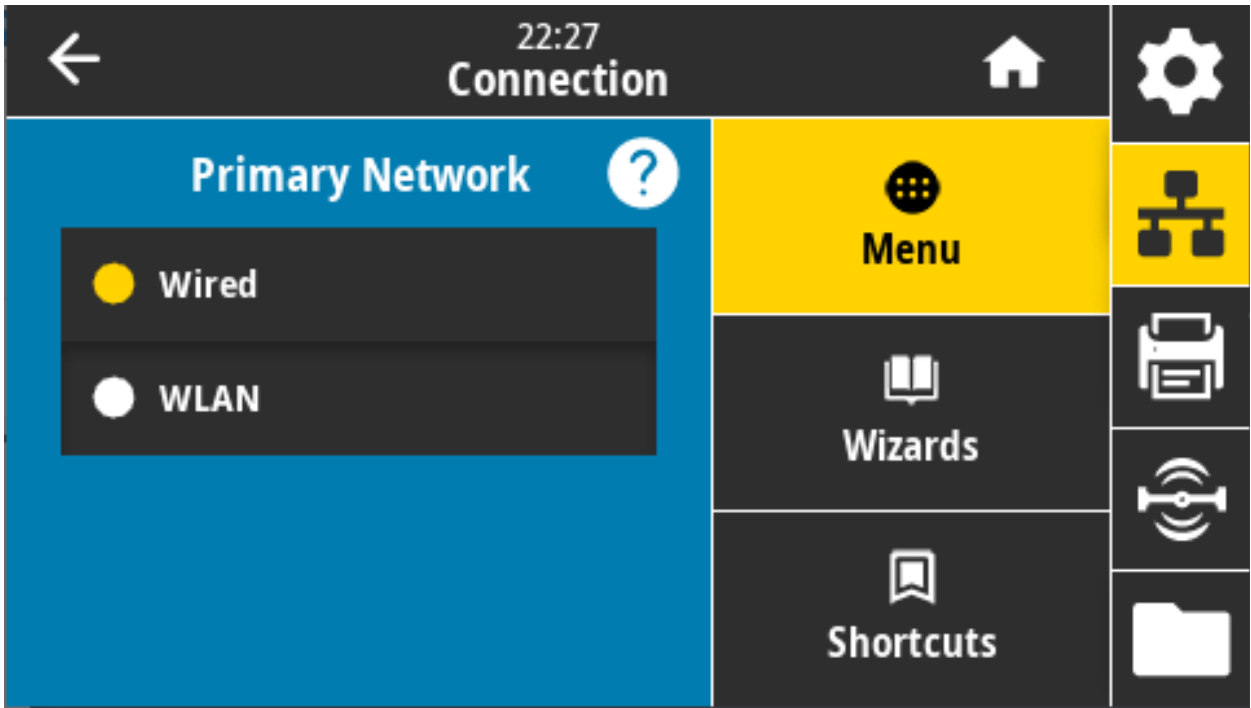 22:27
Connection
Primary Network
?
Wired
WLAN
Menu
Wizards
Shortcuts